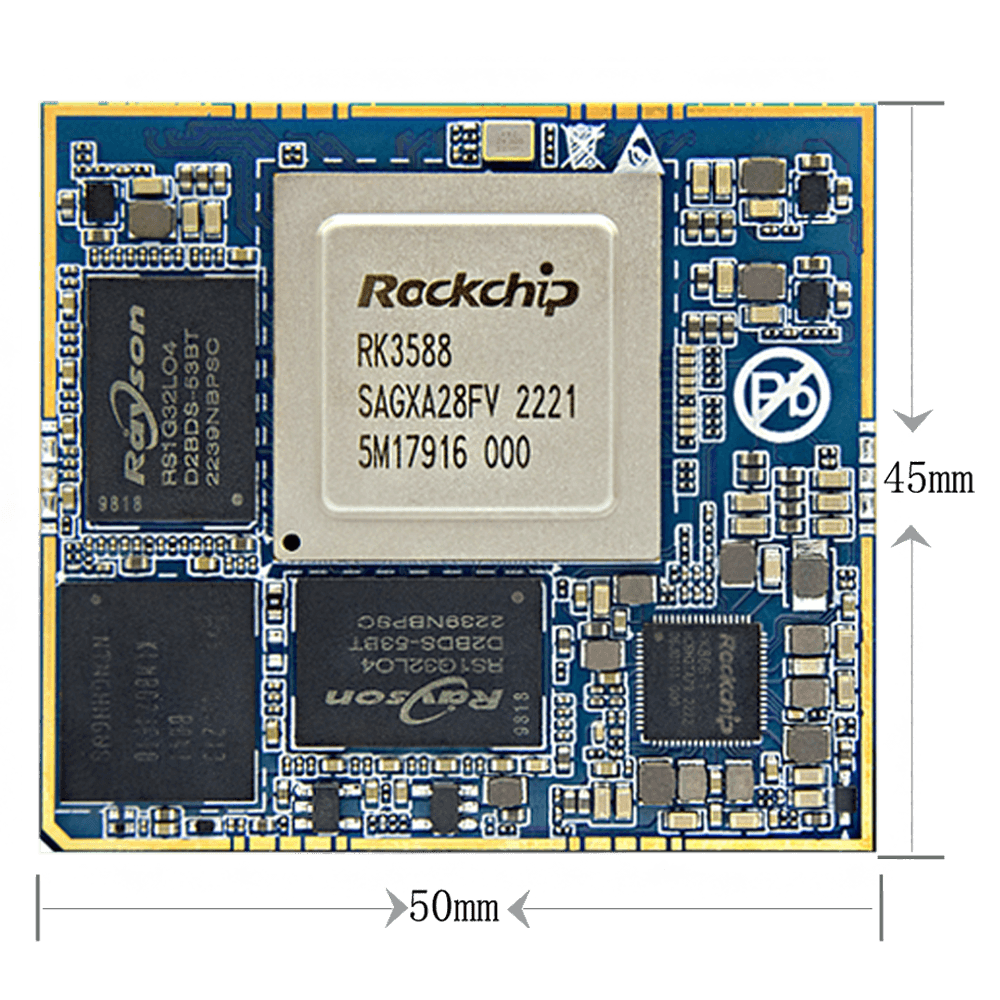 Rockchip
RK3588
SAGXA28FV 2221
5M17916 000
Rayson
RS1G32LO4
D2BDS-53BT
2239NBPSC
9818
Pb
45mm
Rayson
RS1G32LO4
D2BDS-53BT
2239NBPSC
9818
Rockchip
50mm